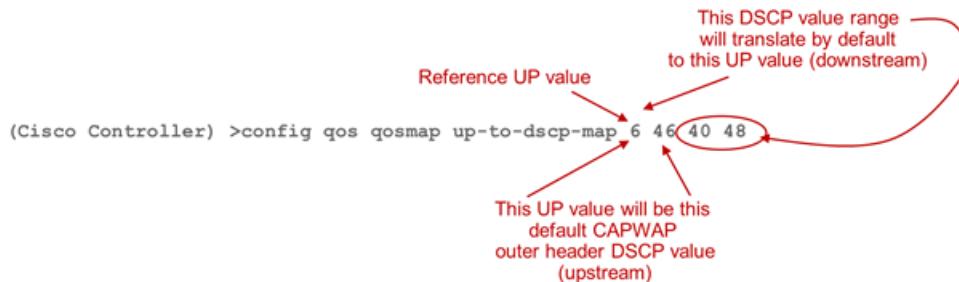 This DSCP value range
will translate by default
to this UP value (downstream)
Reference UP value
(Cisco Controller) >config qos qosmap up-to-dscp-map 6 46 40 48
This UP value will be this
default CAPWAP
outer header DSCP value
(upstream)